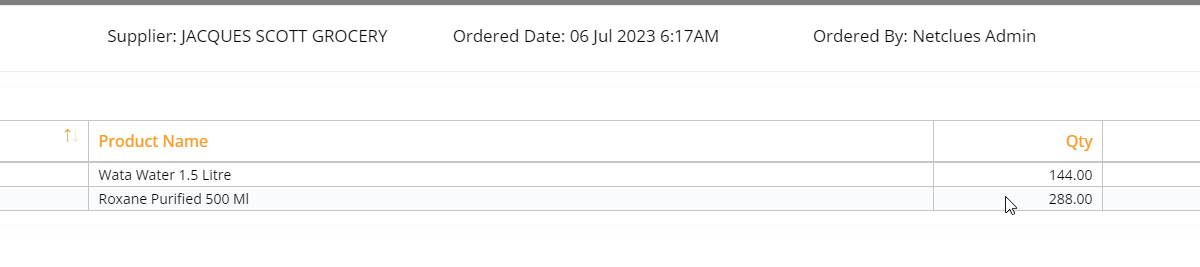 Supplier: JACQUES SCOTT GROCERY Ordered Date: 06 Jul 2023 6:17AM Ordered By: Netclues Admin
Product Name Qty
Wata Water 1.5 Litre 144.00
Roxane Purified 500 Ml 288.00